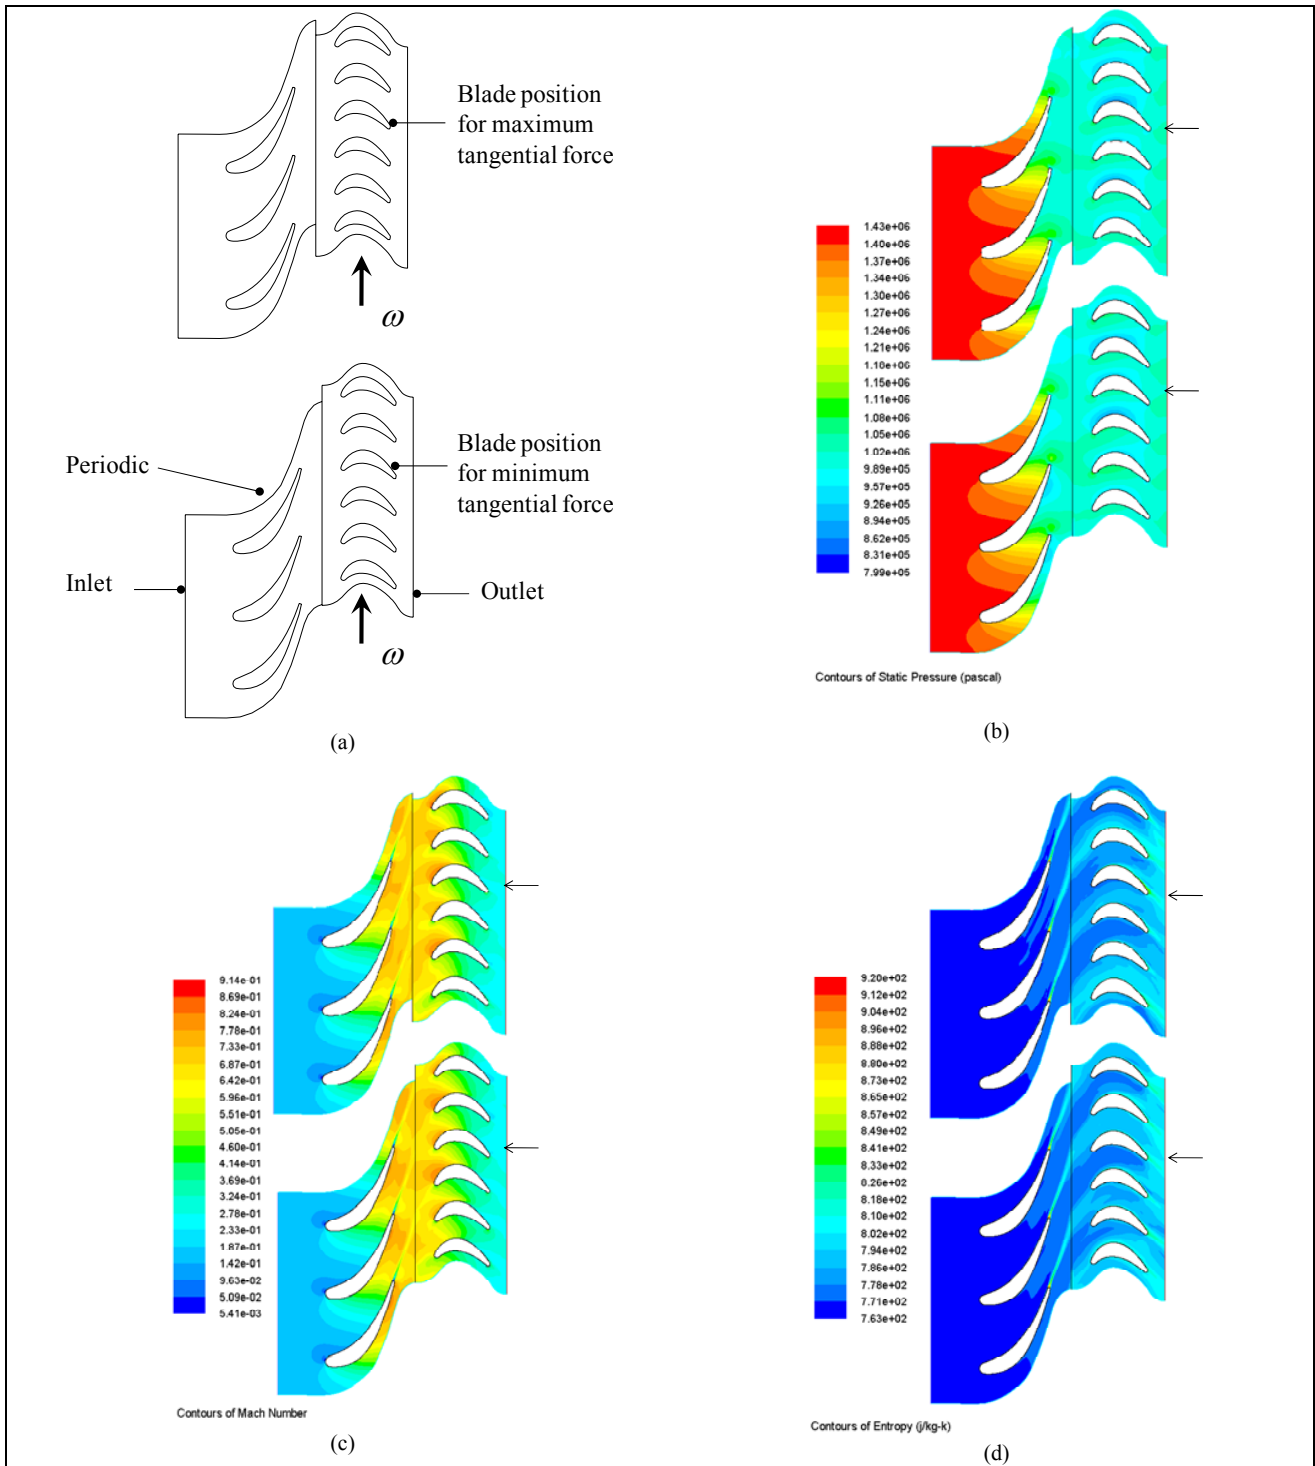 Blade position
for maximum
tangential force
ω
Periodic
Blade position
for minimum
tangential force
Inlet
Outlet
ω
(a)
1.43e+06
1.40e+06
1.37e+06
1.34e+06
1.30e+06
1.27e+06
1.24e+06
1.21e+06
1.18e+06
1.15e+06
1.11e+06
1.08e+06
1.05e+06
1.02e+06
9.89e+05
9.57e+05
9.26e+05
8.94e+05
8.62e+05
8.31e+05
7.99e+05
Contours of Static Pressure (pascal)
(b)
9.14e-01
8.69e-01
8.24e-01
7.78e-01
7.33e-01
6.87e-01
6.42e-01
5.96e-01
5.51e-01
5.05e-01
4.60e-01
4.14e-01
3.69e-01
3.24e-01
2.78e-01
2.33e-01
1.87e-01
1.42e-01
9.63e-02
5.09e-02
5.41e-03
Contours of Mach Number
(c)
9.20e+02
9.12e+02
9.04e+02
8.96e+02
8.88e+02
8.80e+02
8.73e+02
8.65e+02
8.57e+02
8.49e+02
8.41e+02
8.33e+02
8.26e+02
8.18e+02
8.10e+02
8.02e+02
7.94e+02
7.86e+02
7.78e+02
7.71e+02
7.63e+02
Contours of Entropy (j/kg-k)
(d)